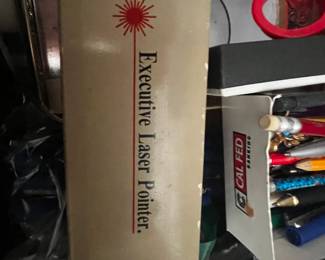 Executive Laser Pointer.
CAL FED